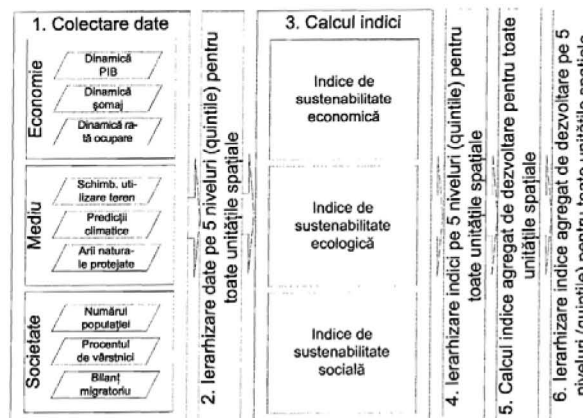 1. Colectare date
Economie
Dinamică
PIB
Dinamică
șomaj
Dinamica ra-
tă ocupare
Mediu
Schimb. uti-
lizare teren
Predicții
climatice
Arii natura-
le protejate
Societate
Numărul
populației
Procentul
de vârstnici
Bilanț
migratoriu
2. Ierarhizare date pe 5 niveluri (quintile) pentru
toate unitățile spațiale
3. Calcul indici
Indice de
sustenabilitate
economică
Indice de
sustenabilitate
ecologică
Indice de
sustenabilitate
socială
4. Ierarhizare indici pe 5 niveluri (quintile) pentru
toate unitățile spațiale
5. Calcul indice agregat de dezvoltare pentru toate
unitățile spațiale
6. Ierarhizare indice agregat de dezvoltare pe 5
niveluri (quintile) pentru toate unitățile spațiale